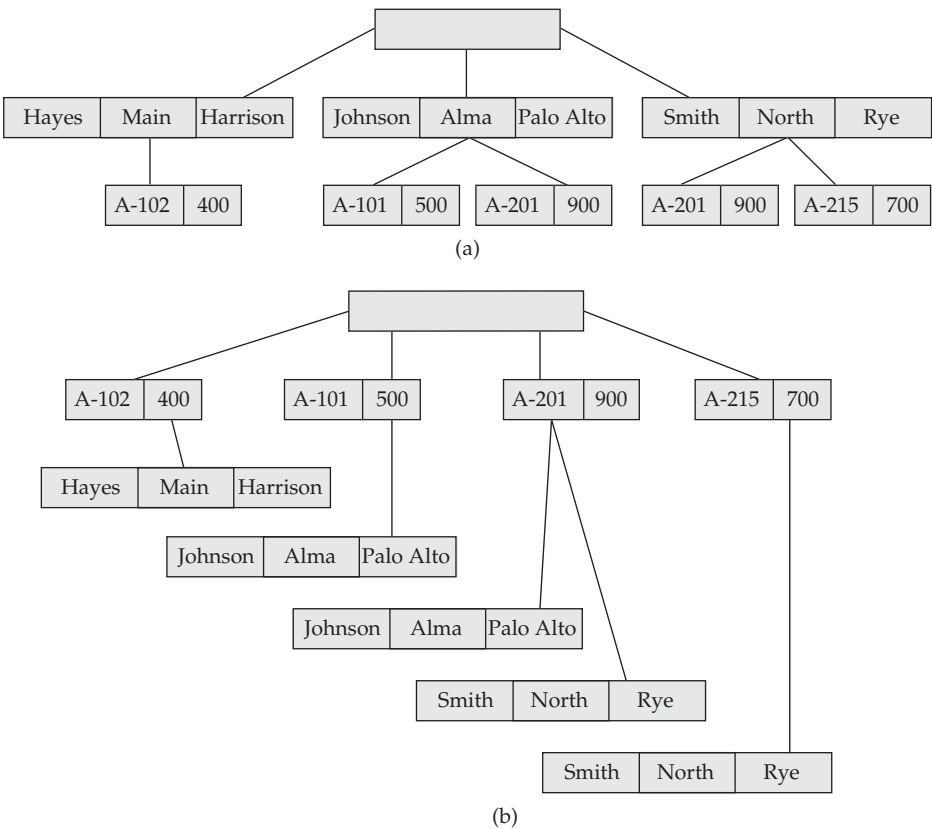 Hayes Main Harrison Johnson Alma Palo Alto Smith North Rye
A-102 400 A-101 500 A-201 900 A-201 900 A-215 700
(a)
A-102 400 A-101 500 A-201 900 A-215 700
Hayes Main Harrison
Johnson Alma Palo Alto
Johnson Alma Palo Alto
Smith North Rye
Smith North Rye
(b)